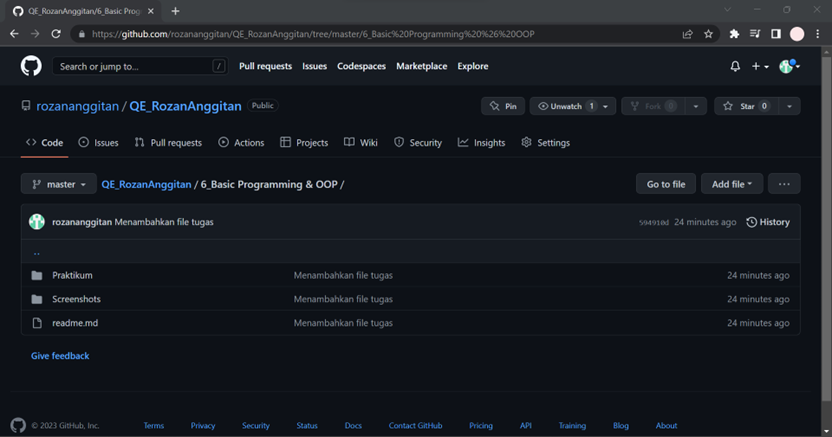 QE_RozanAnggitan/6_Basic Prog
https://github.com/rozananggitan/QE_RozanAnggitan/tree/master/6_Basic%20Programming%20%26%20OOP
Search or jump to... / Pull requests Issues Codespaces Marketplace Explore
rozananggitan / QE_RozanAnggitan Public Pin Unwatch 1 Fork 0 Star 0
Code Issues Pull requests Actions Projects Wiki Security Insights Settings
master QE_RozanAnggitan / 6_Basic Programming & OOP / Go to file Add file ...
rozananggitan Menambahkan file tugas 594910d 24 minutes ago History
..
Praktikum Menambahkan file tugas 24 minutes ago
Screenshots Menambahkan file tugas 24 minutes ago
readme.md Menambahkan file tugas 24 minutes ago
Give feedback
© 2023 GitHub, Inc. Terms Privacy Security Status Docs Contact GitHub Pricing API Training Blog About